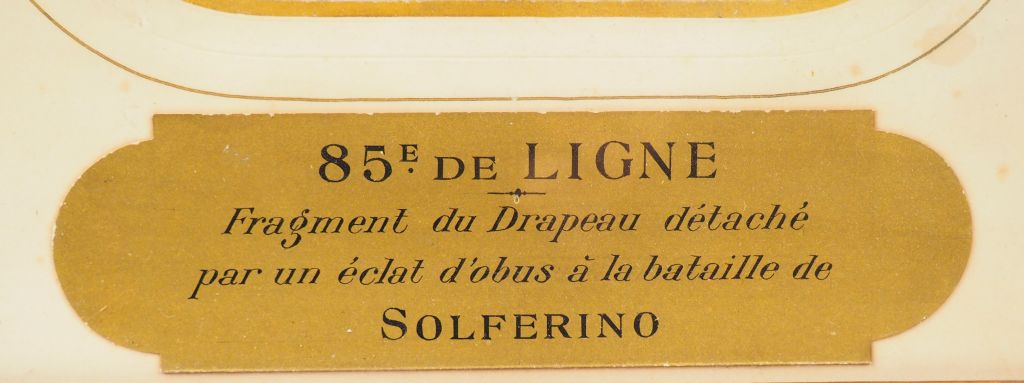 85E. DE LIGNE
Fragment du Drapeau détaché
par un éclat d'obus à la bataille de
SOLFERINO